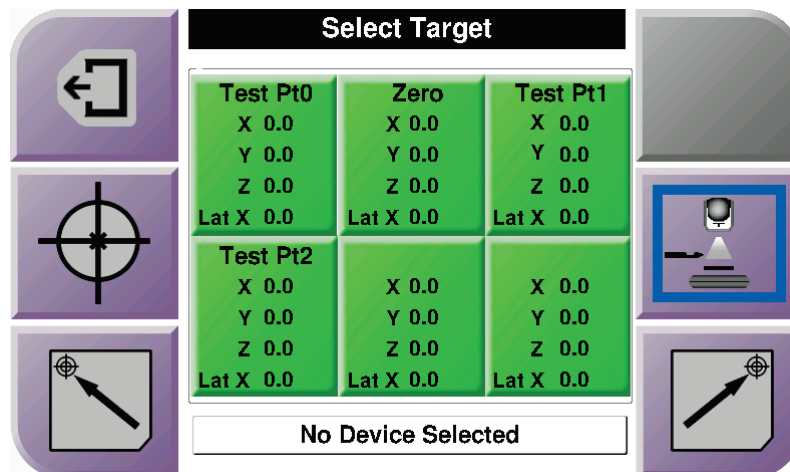 Select Target
Test Pt0 Zero Test Pt1
X 0.0 X 0.0 X 0.0
Y 0.0 Y 0.0 Y 0.0
Z 0.0 Z 0.0 Z 0.0
Lat X 0.0 Lat X 0.0 Lat X 0.0
Test Pt2
X 0.0 X 0.0 X 0.0
Y 0.0 Y 0.0 Y 0.0
Z 0.0 Z 0.0 Z 0.0
Lat X 0.0 Lat X 0.0 Lat X 0.0
No Device Selected